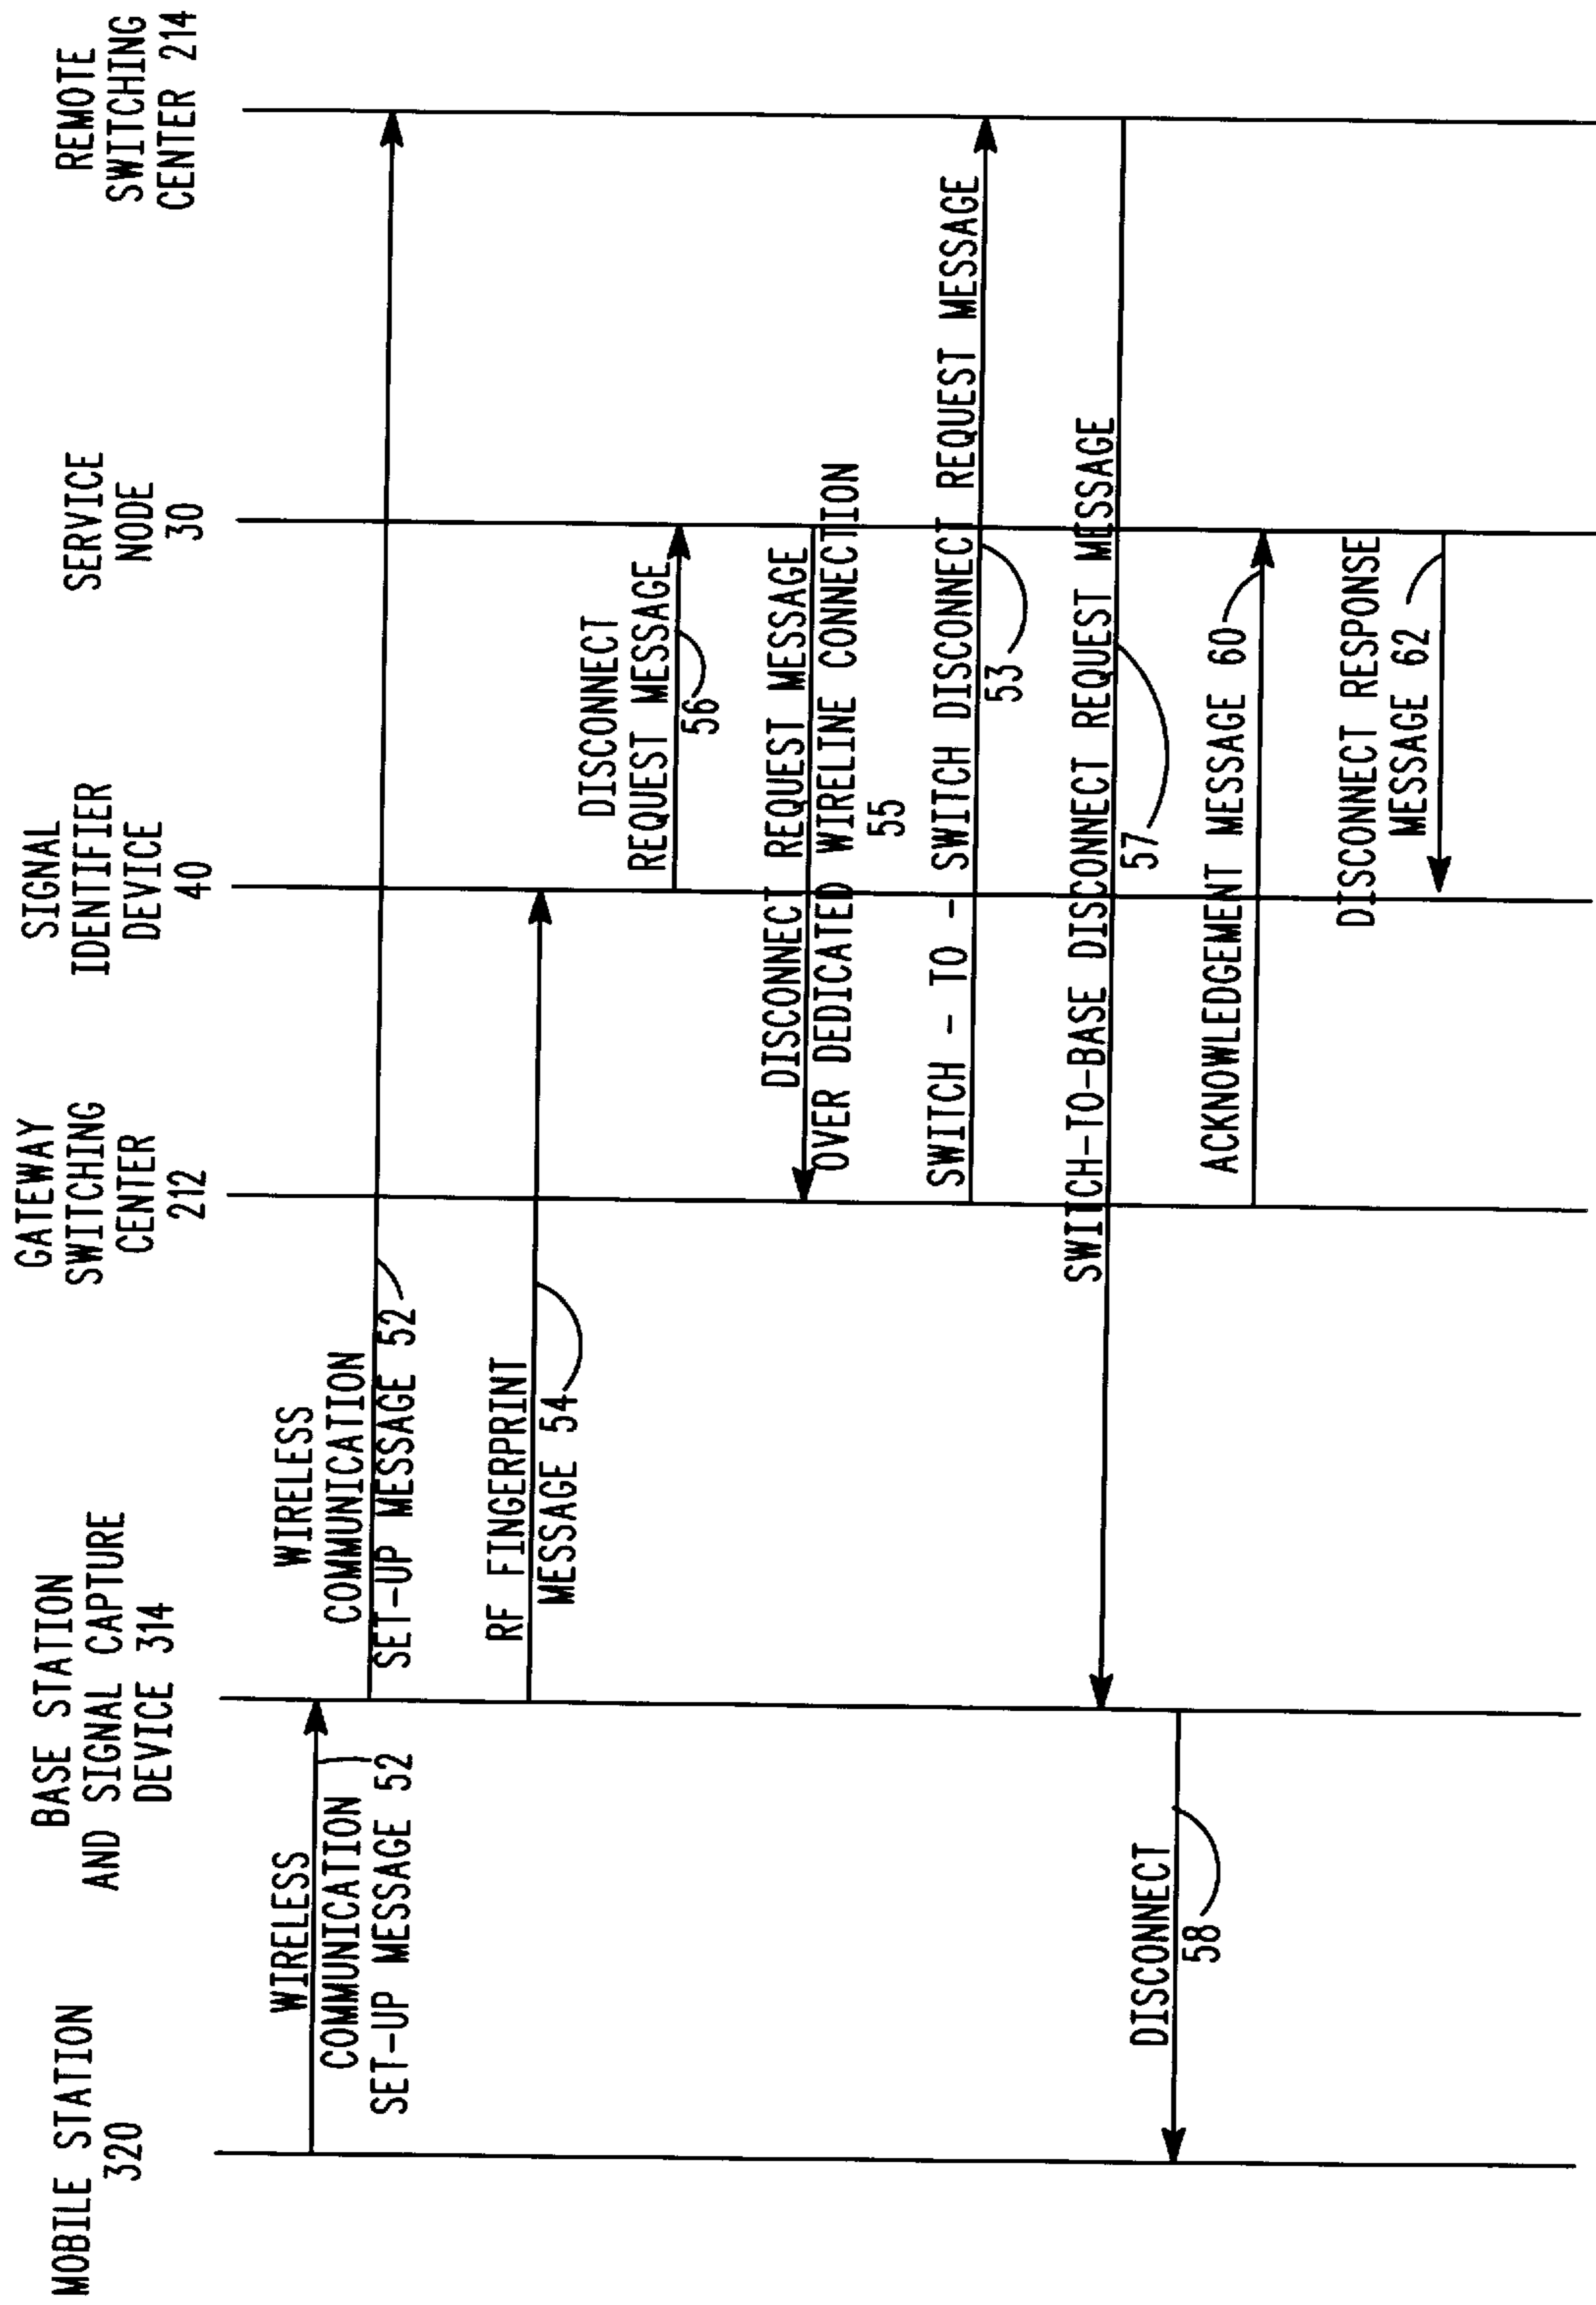 MOBILE STATION
320
BASE STATION
AND SIGNAL CAPTURE
DEVICE 314
GATEWAY
SWITCHING
CENTER
212
SIGNAL
IDENTIFIER
DEVICE
40
SERVICE
NODE
30
REMOTE
SWITCHING
CENTER 214
WIRELESS
COMMUNICATION
SET-UP MESSAGE 52
WIRELESS
COMMUNICATION
SET-UP MESSAGE 52
RF FINGERPRINT
MESSAGE 54
DISCONNECT
REQUEST MESSAGE
56
DISCONNECT REQUEST MESSAGE
OVER DEDICATED WIRELINE CONNECTION
55
SWITCH - TO - SWITCH DISCONNECT REQUEST MESSAGE
53
SWITCH-TO-BASE DISCONNECT REQUEST MESSAGE
57
DISCONNECT
58
ACKNOWLEDGEMENT MESSAGE 60
DISCONNECT RESPONSE
MESSAGE 62